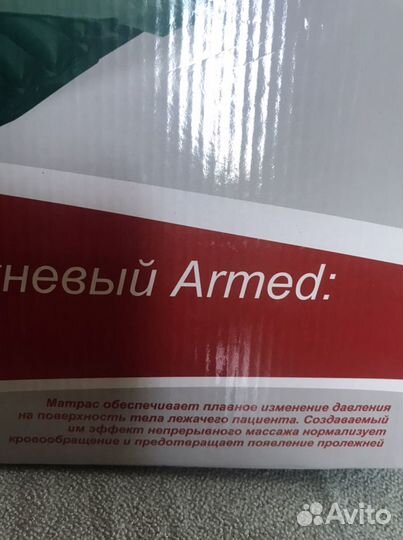 невый Armed:
Матрас обеспечивает плавное изменение давления
на поверхность тела лежачего пациента. Создаваемый
им эффект непрерывного массажа нормализует
кровообращение и предотвращает появление пролежней
Avito